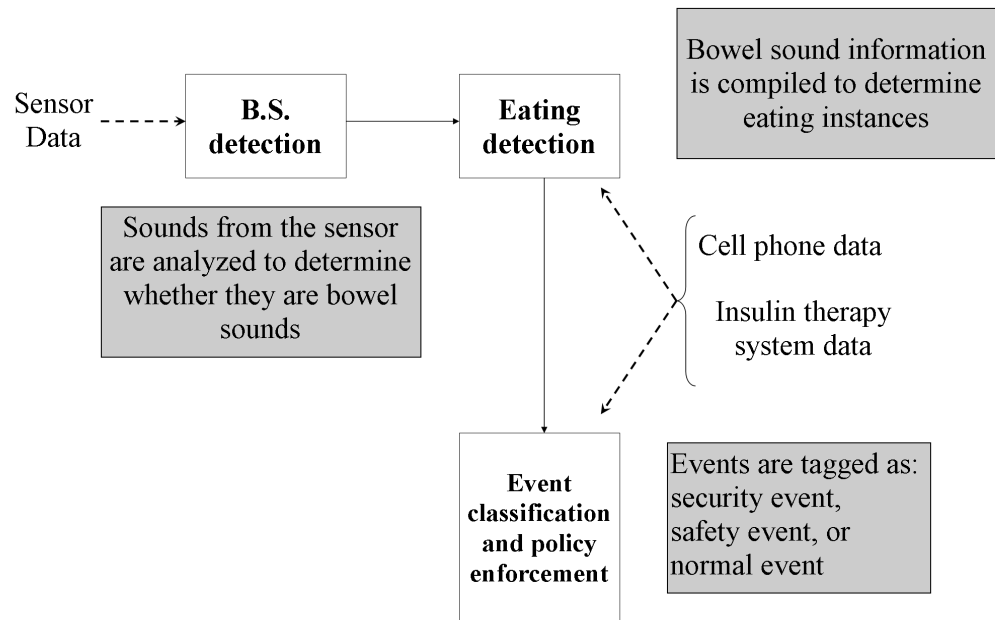 Sensor
Data
B.S.
detection
Eating
detection
Bowel sound information
is compiled to determine
eating instances
Sounds from the sensor
are analyzed to determine
whether they are bowel
sounds
Cell phone data
Insulin therapy
system data
Event
classification
and policy
enforcement
Events are tagged as:
security event,
safety event, or
normal event